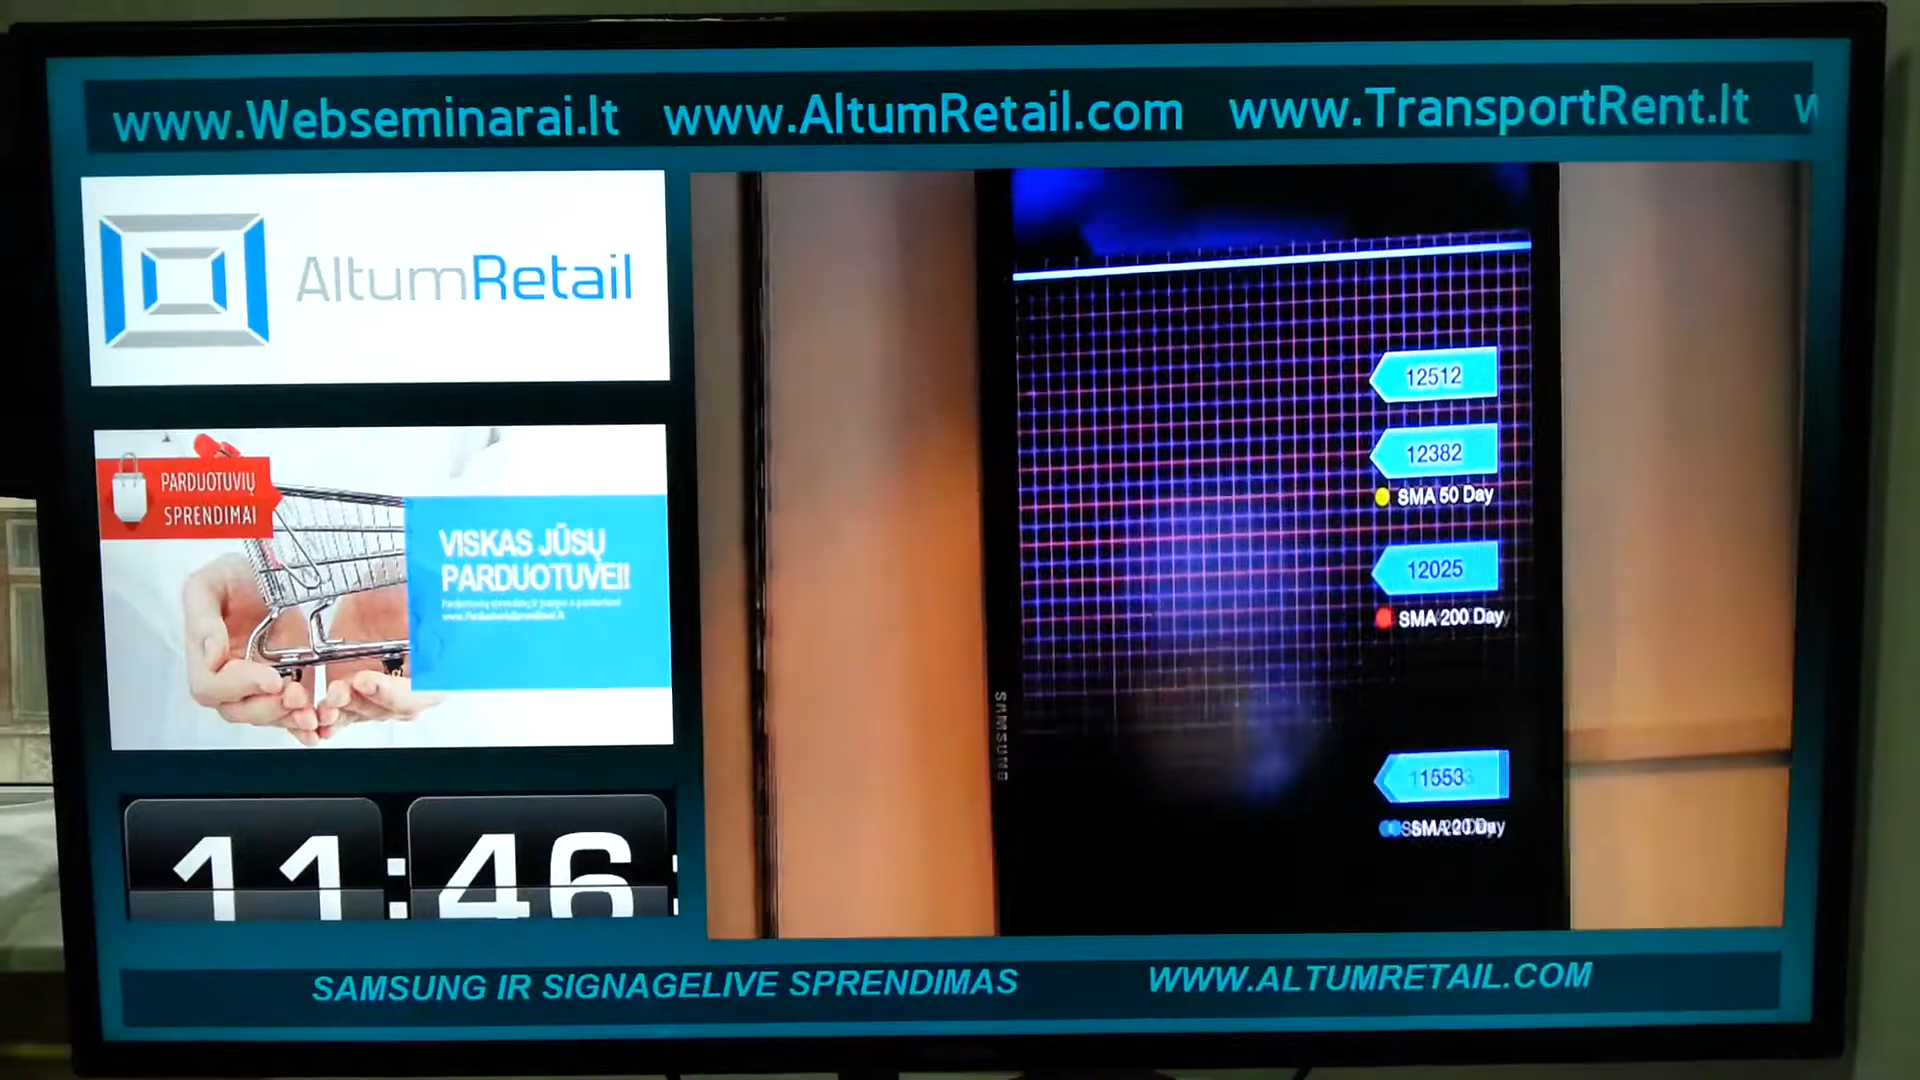 www.Webseminarai.lt www.AltumRetail.com www.TransportRent.lt w
AltumRetail
PARDUOTUVIŲ
SPRENDIMAI
VISKAS JŪSŲ
PARDUOTUVEI!
11:46:
12512
12382
SMA 50 Day
12025
SMA 200 Day
SAMSUNG
11553
SAMSUNG IR SIGNAGELIVE SPRENDIMAS WWW.ALTUMRETAIL.COM